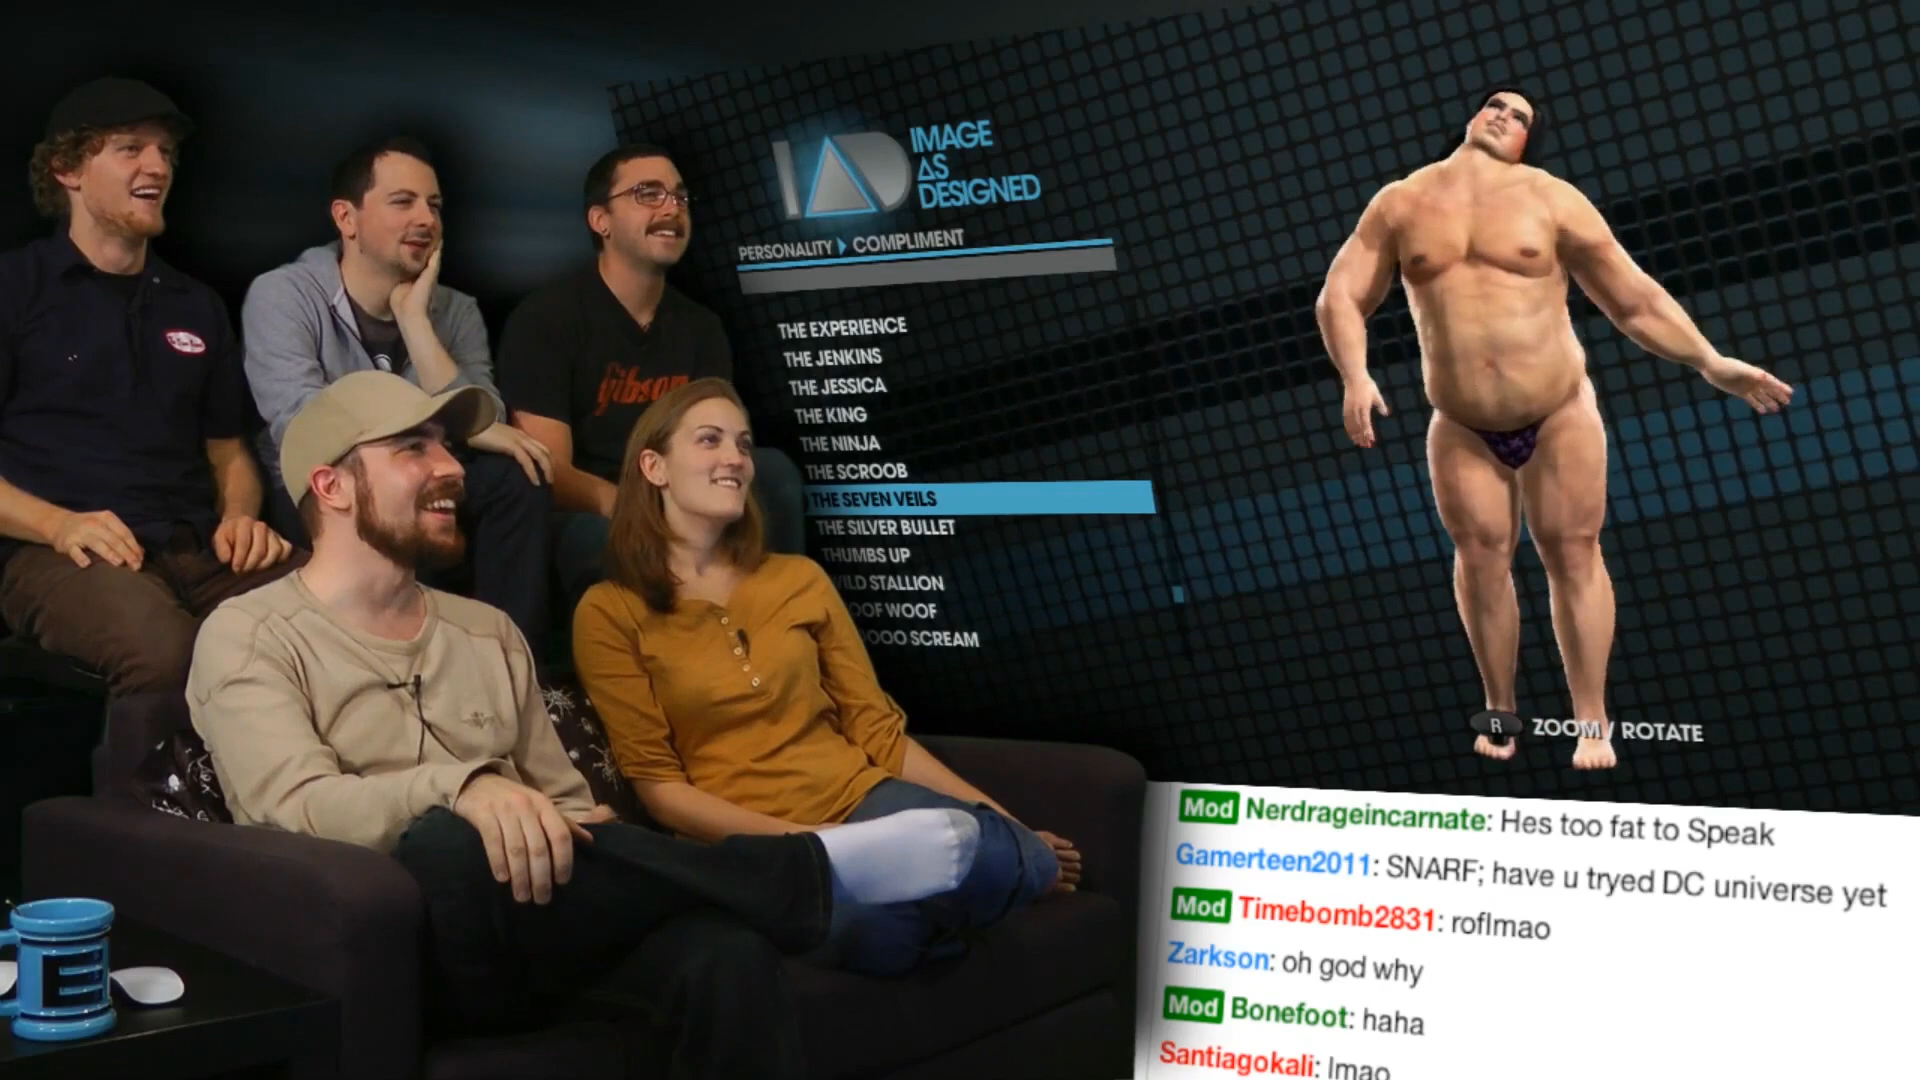 IAD IMAGE
AS
DESIGNED
PERSONALITY COMPLIMENT
THE EXPERIENCE
THE JENKINS
THE JESSICA
THE KING
THE NINJA
THE SCROOB
THE SEVEN VEILS
THE SILVER BULLET
THUMBS UP
ILD STALLION
OOF WOOF
OOO SCREAM
Gibson
R ZOOM / ROTATE
E
Mod Nerdrageincarnate: Hes too fat to Speak
Gamerteen2011: SNARF; have u tryed DC universe yet
Mod Timebomb2831: roflmao
Zarkson: oh god why
Mod Bonefoot: haha
Santiagokali: lmao